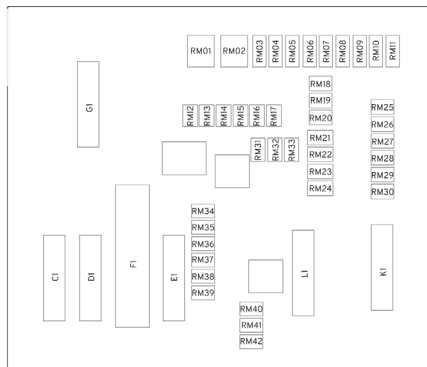 RM01 RM02 RM03 RM04 RM05 RM06 RM07 RM08 RM09 RM10 RM11
RM18
RM19
RM20
G1
RM12 RM13 RM14 RM15 RM16 RM17
RM25
RM26
RM27
RM28
RM29
RM30
RM21
RM22
RM23
RM24
RM31 RM32 RM33
RM34
RM35
RM36
RM37
RM38
RM39
C1
D1
F1
E1
L1
K1
RM40
RM41
RM42